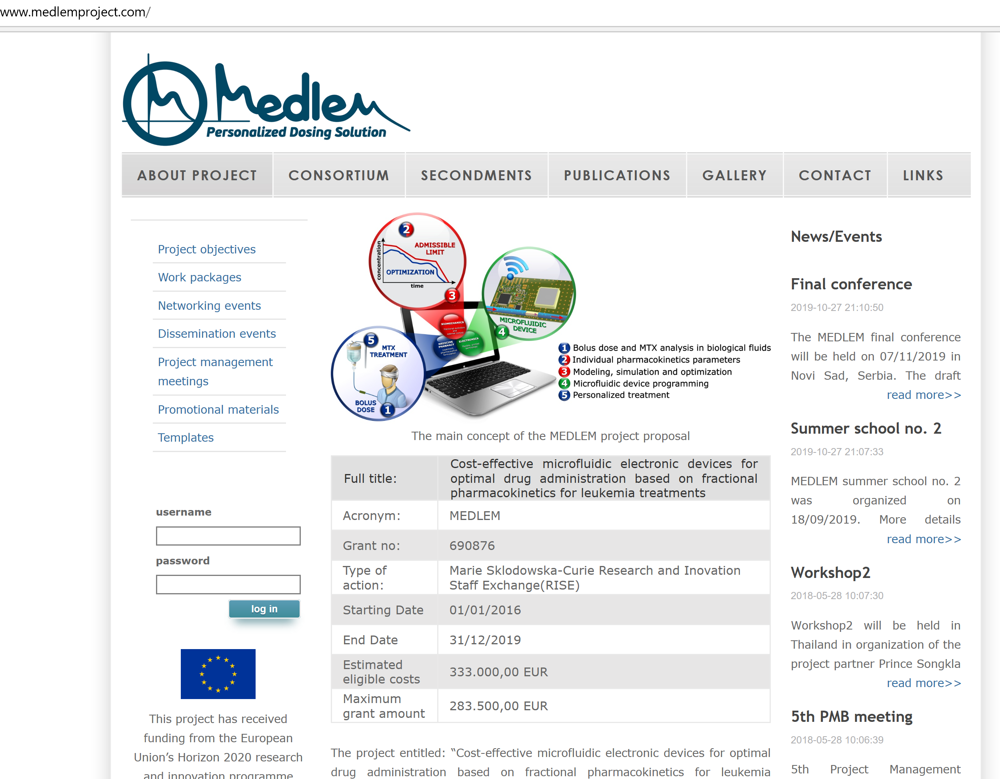 www.medlemproject.com/
Medlem
Personalized Dosing Solution
ABOUT PROJECT
CONSORTIUM
SECONDMENTS
PUBLICATIONS
GALLERY
CONTACT
LINKS
Project objectives
Work packages
Networking events
Dissemination events
Project management
meetings
Promotional materials
Templates
username
password
log in
This project has received
funding from the European
Union’s Horizon 2020 research
and innovation programme
2
ADMISSIBLE
LIMIT
concentration
OPTIMIZATION
time
3
MICROFLUIDIC
DEVICE
4
BIOMECHANICS
MEDICINE
PHARMACY
ELECTRONICS
5
MTX
TREATMENT
BOLUS
DOSE
1
1 Bolus dose and MTX analysis in biological fluids
2 Individual pharmacokinetics parameters
3 Modeling, simulation and optimization
4 Microfluidic device programming
5 Personalized treatment
The main concept of the MEDLEM project proposal
Full title:
Cost-effective microfluidic electronic devices for
optimal drug administration based on fractional
pharmacokinetics for leukemia treatments
Acronym:
MEDLEM
Grant no:
690876
Type of
action:
Marie Sklodowska-Curie Research and Inovation
Staff Exchange(RISE)
Starting Date
01/01/2016
End Date
31/12/2019
Estimated
eligible costs
333.000,00 EUR
Maximum
grant amount
283.500,00 EUR
The project entitled: “Cost-effective microfluidic electronic devices for optimal
drug administration based on fractional pharmacokinetics for leukemia
News/Events
Final conference
2019-10-27 21:10:50
The MEDLEM final conference
will be held on 07/11/2019 in
Novi Sad, Serbia. The draft
read more>>
Summer school no. 2
2019-10-27 21:07:33
MEDLEM summer school no. 2
was organized on
18/09/2019. More details
read more>>
Workshop2
2018-05-28 10:07:30
Workshop2 will be held in
Thailand in organization of the
project partner Prince Songkla
read more>>
5th PMB meeting
2018-05-28 10:06:39
5th Project Management